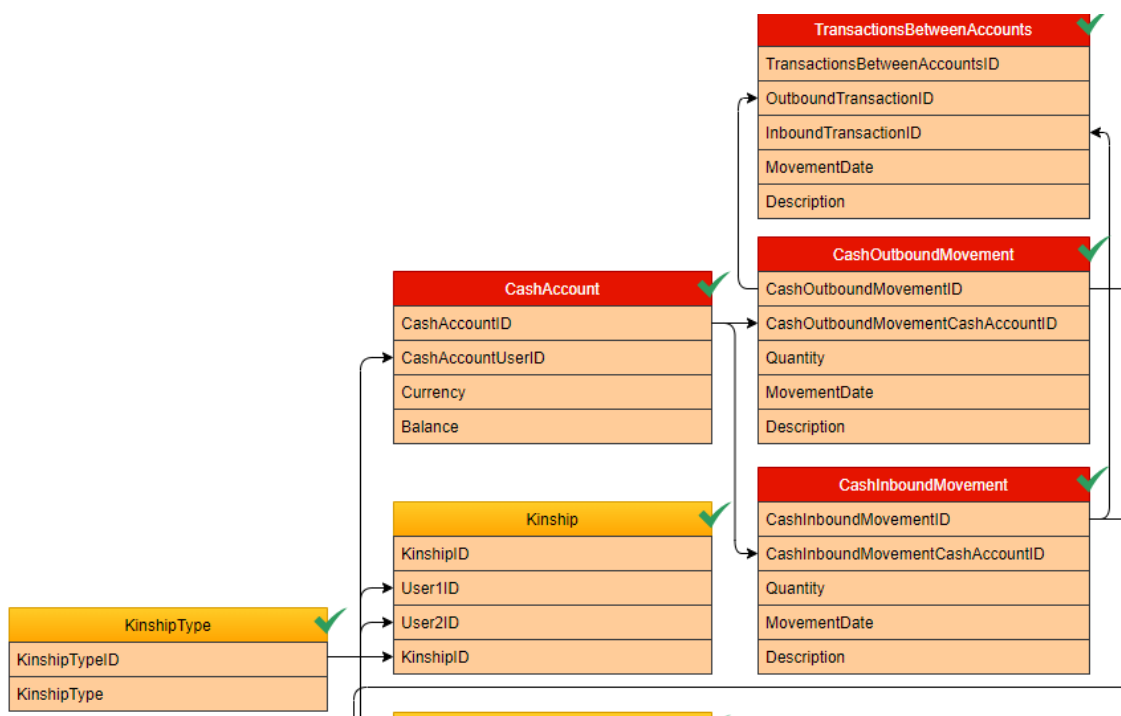 TransactionsBetweenAccounts
TransactionsBetweenAccountsID
OutboundTransactionID
InboundTransactionID
MovementDate
Description
CashOutboundMovement
CashOutboundMovementID
CashOutboundMovementCashAccountID
Quantity
MovementDate
Description
CashAccount
CashAccountID
CashAccountUserID
Currency
Balance
CashInboundMovement
CashInboundMovementID
CashInboundMovementCashAccountID
Quantity
MovementDate
Description
Kinship
KinshipID
User1ID
User2ID
KinshipID
KinshipType
KinshipTypeID
KinshipType